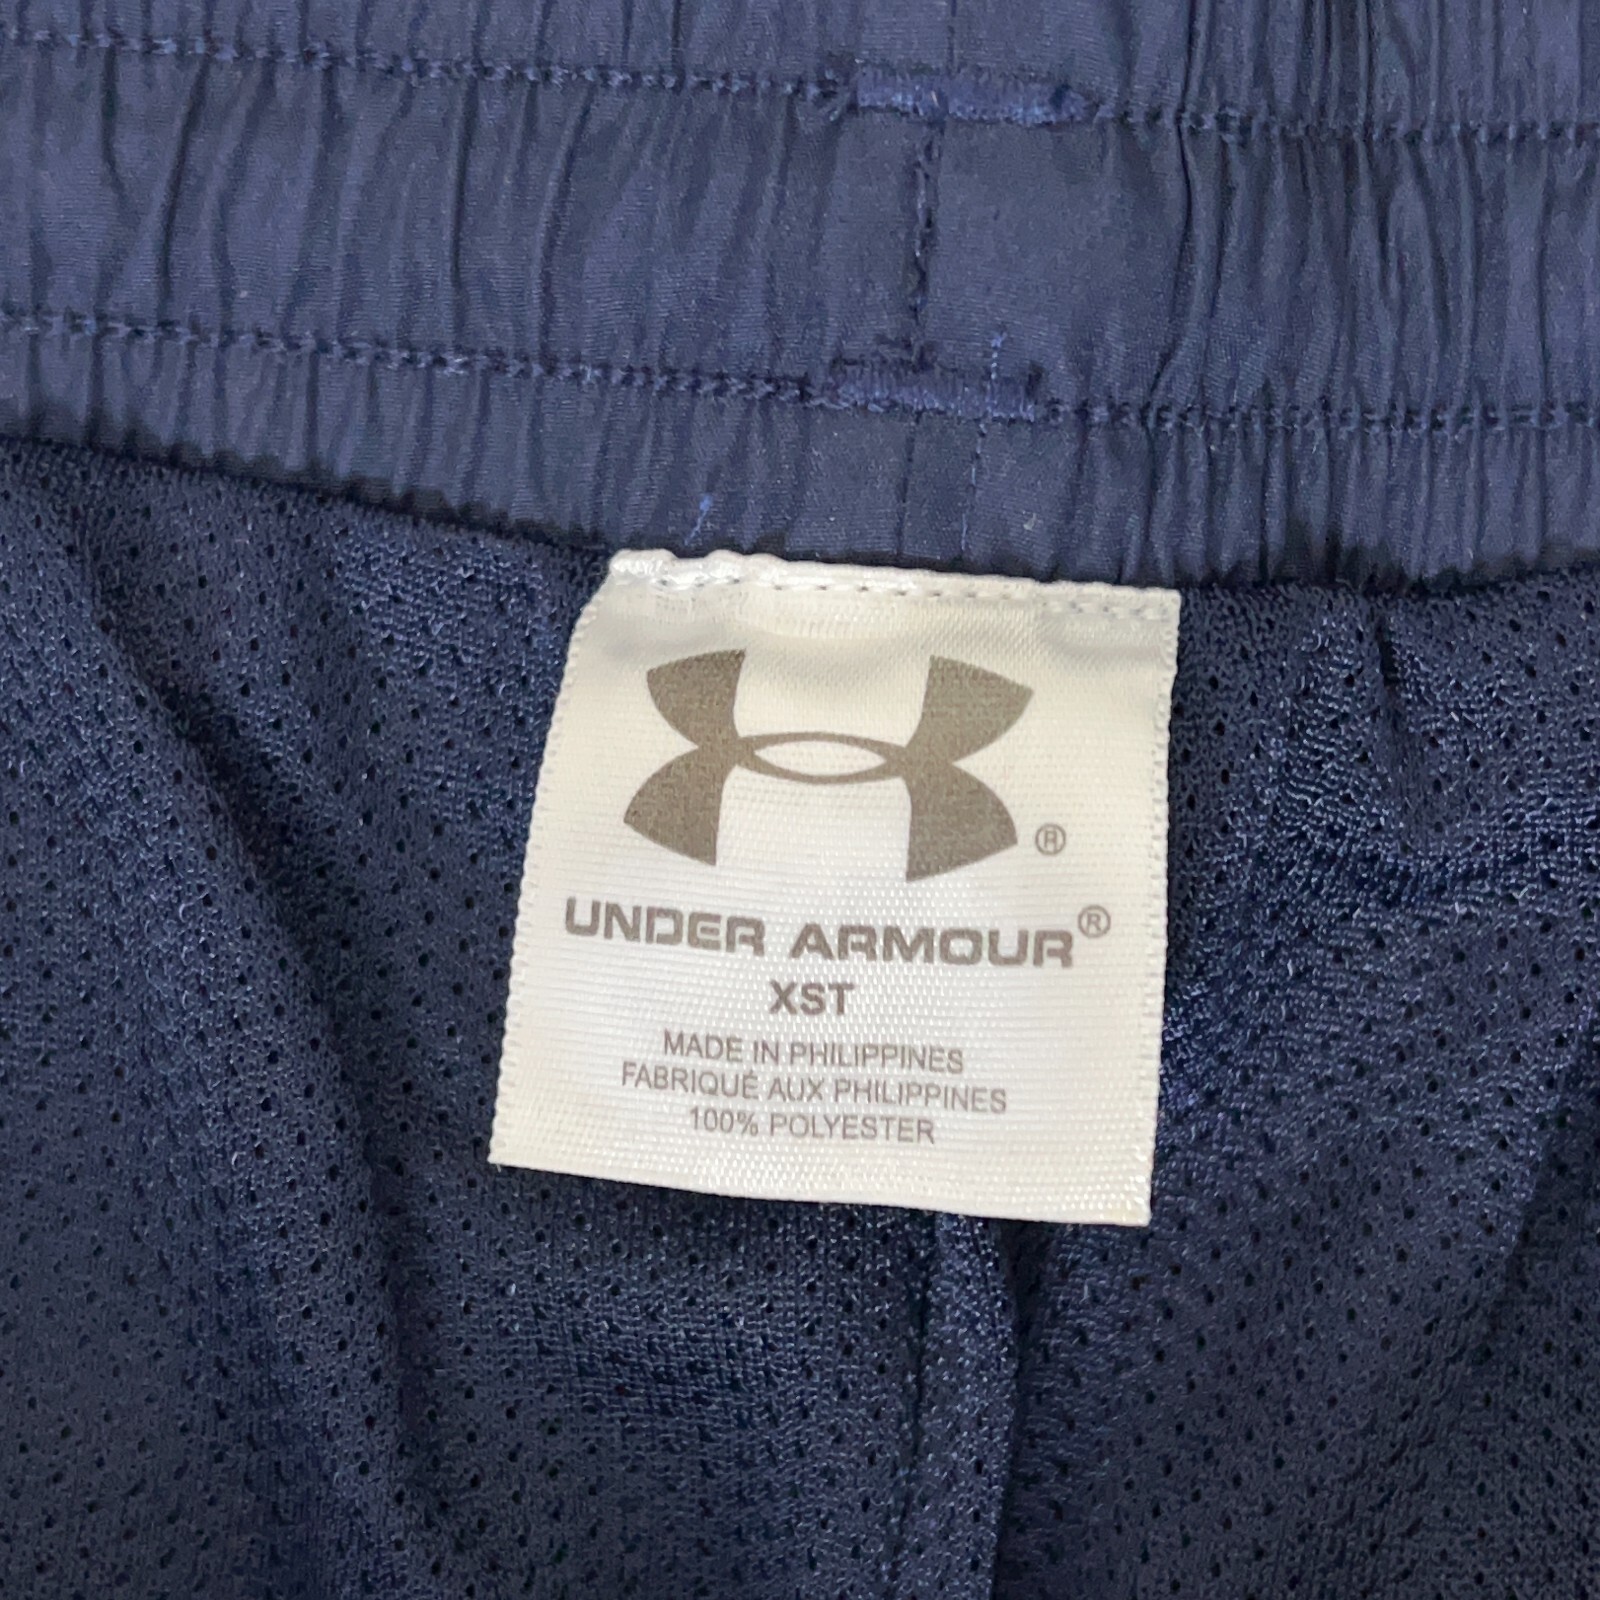 ®
UNDER ARMOUR®
XST
MADE IN PHILIPPINES
FABRIQUÉ AUX PHILIPPINES
100% POLYESTER